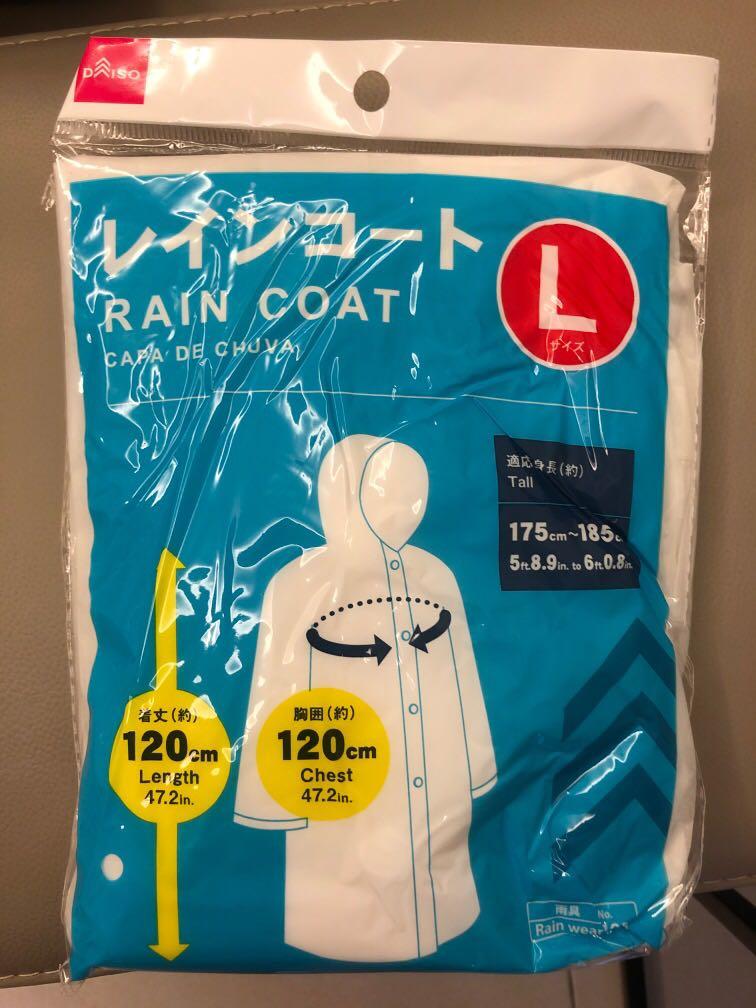 DAISO
レインコート
RAIN COAT
CAPA DE CHUVA
L
サイズ
適応身長(約)
Tall
175cm~185c
5ft.8.9in. to 6ft.0.8in.
着丈(約)
120cm
Length
47.2in.
胸囲(約)
120cm
Chest
47.2in.
雨具 No.
Rain wear